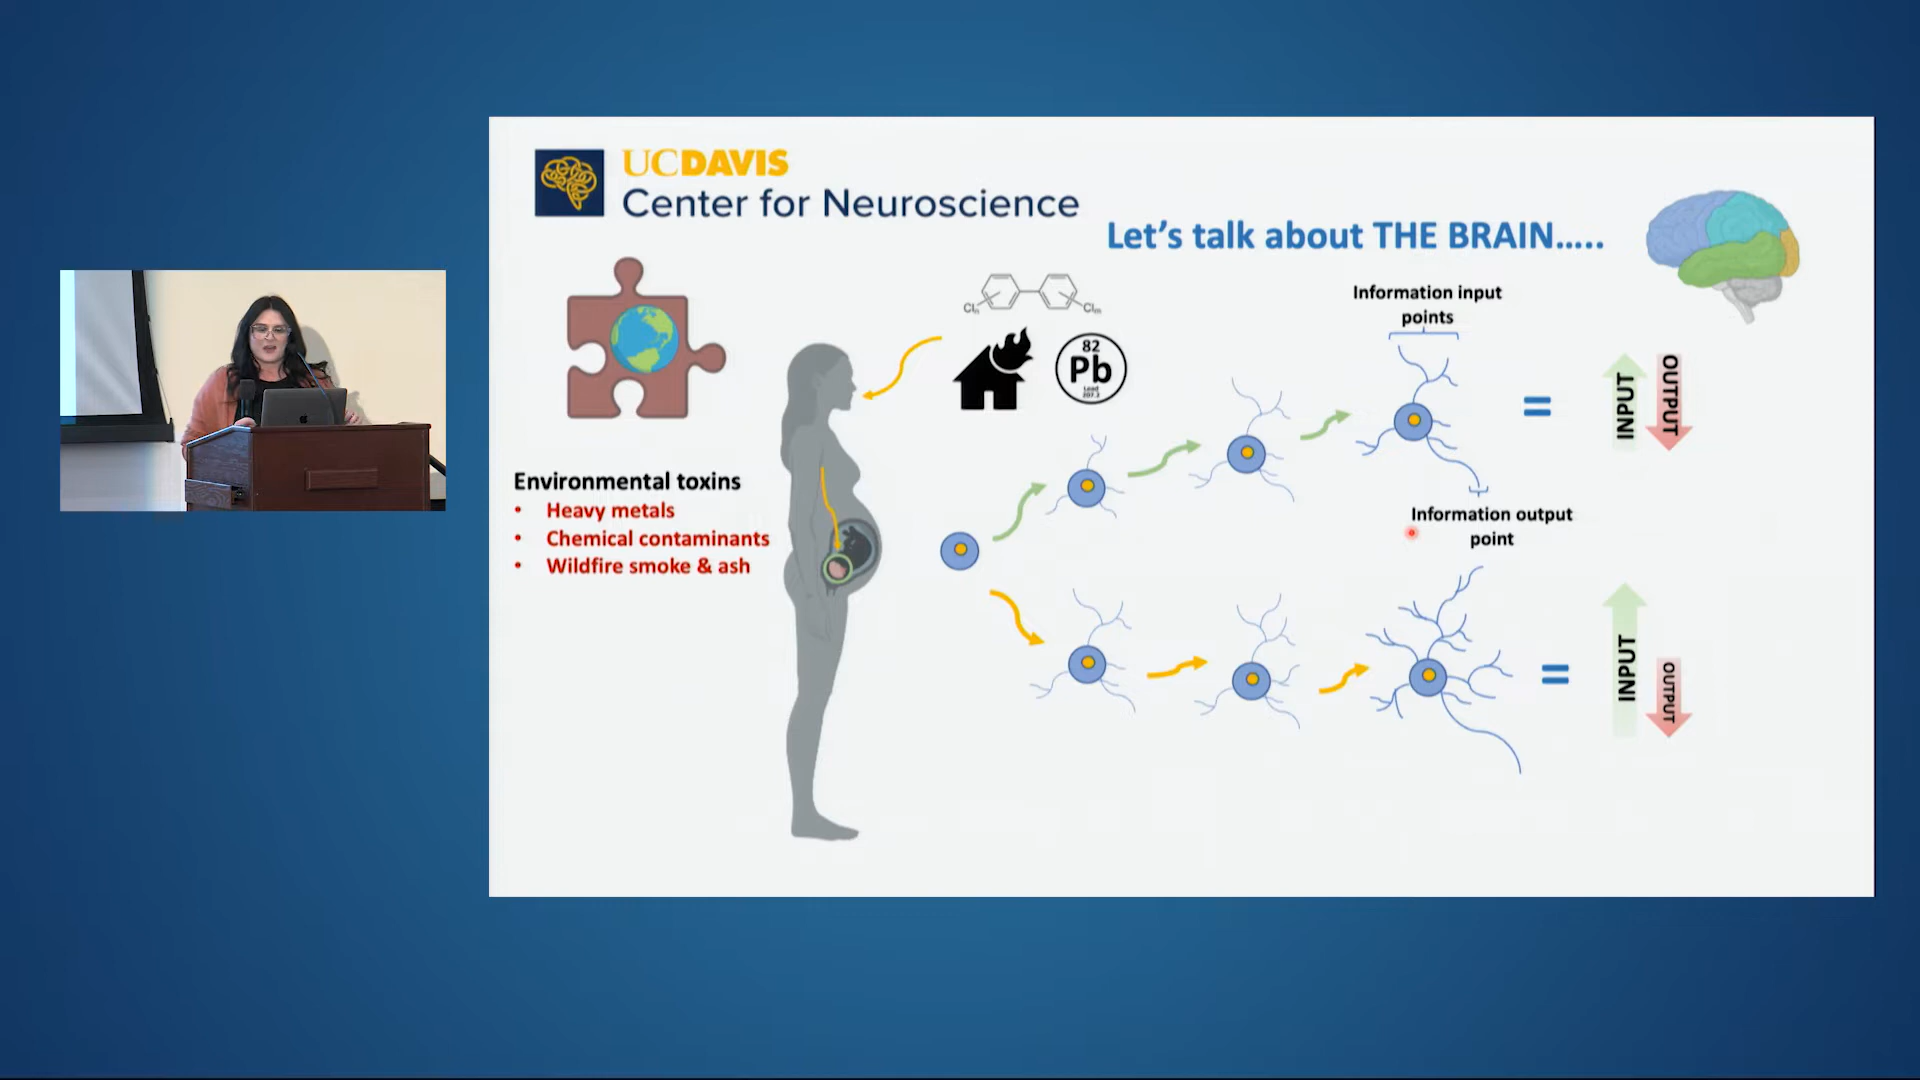 UCDAVIS
Center for Neuroscience
Let's talk about THE BRAIN.....
Cln
Clm
82
Pb
Lead
207.2
Environmental toxins
• Heavy metals
• Chemical contaminants
• Wildfire smoke & ash
Information input
points
INPUT
OUTPUT
Information output
point
INPUT
OUTPUT